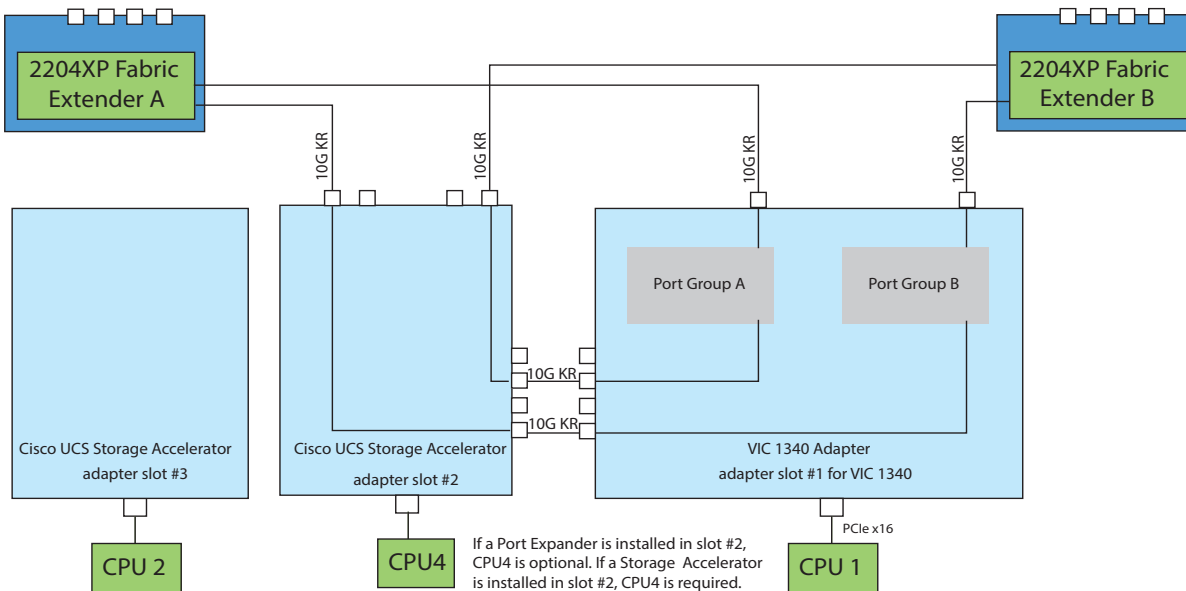 2204XP Fabric
Extender A
2204XP Fabric
Extender B
10G KR
10G KR
10G KR
10G KR
Port Group A
Port Group B
10G KR
10G KR
Cisco UCS Storage Accelerator
adapter slot #3
Cisco UCS Storage Accelerator
adapter slot #2
VIC 1340 Adapter
adapter slot #1 for VIC 1340
PCIe x16
CPU 2
CPU4
If a Port Expander is installed in slot #2,
CPU4 is optional. If a Storage Accelerator
is installed in slot #2, CPU4 is required.
CPU 1